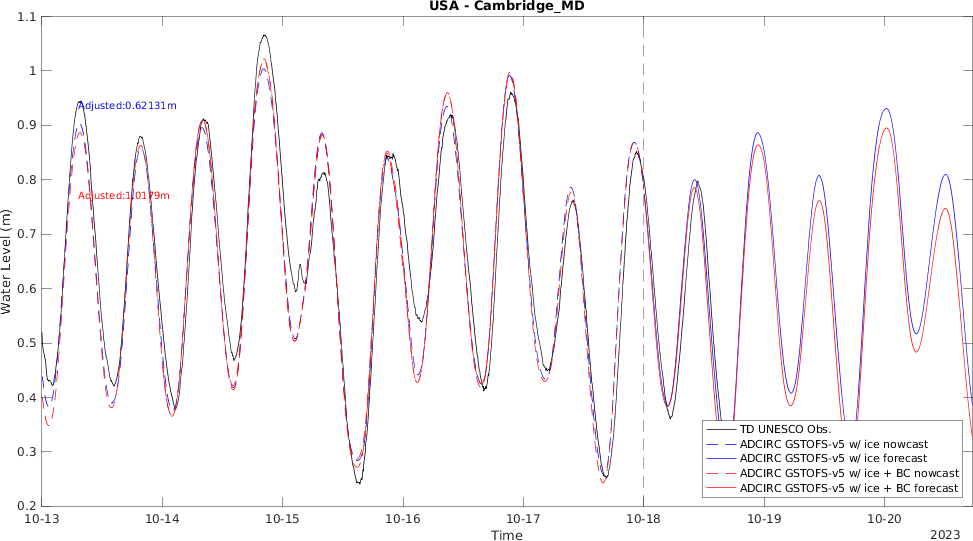 USA - Cambridge_MD
1.1
1
0.9
0.8
0.7
0.6
0.5
0.4
0.3
0.2
Water Level (m)
Adjusted:0.62131m
Adjusted:1.0179m
TD UNESCO Obs.
ADCIRC GSTOFS-v5 w/ ice nowcast
ADCIRC GSTOFS-v5 w/ ice forecast
ADCIRC GSTOFS-v5 w/ ice + BC nowcast
ADCIRC GSTOFS-v5 w/ ice + BC forecast
10-13 10-14 10-15 10-16 10-17 10-18 10-19 10-20
Time
2023